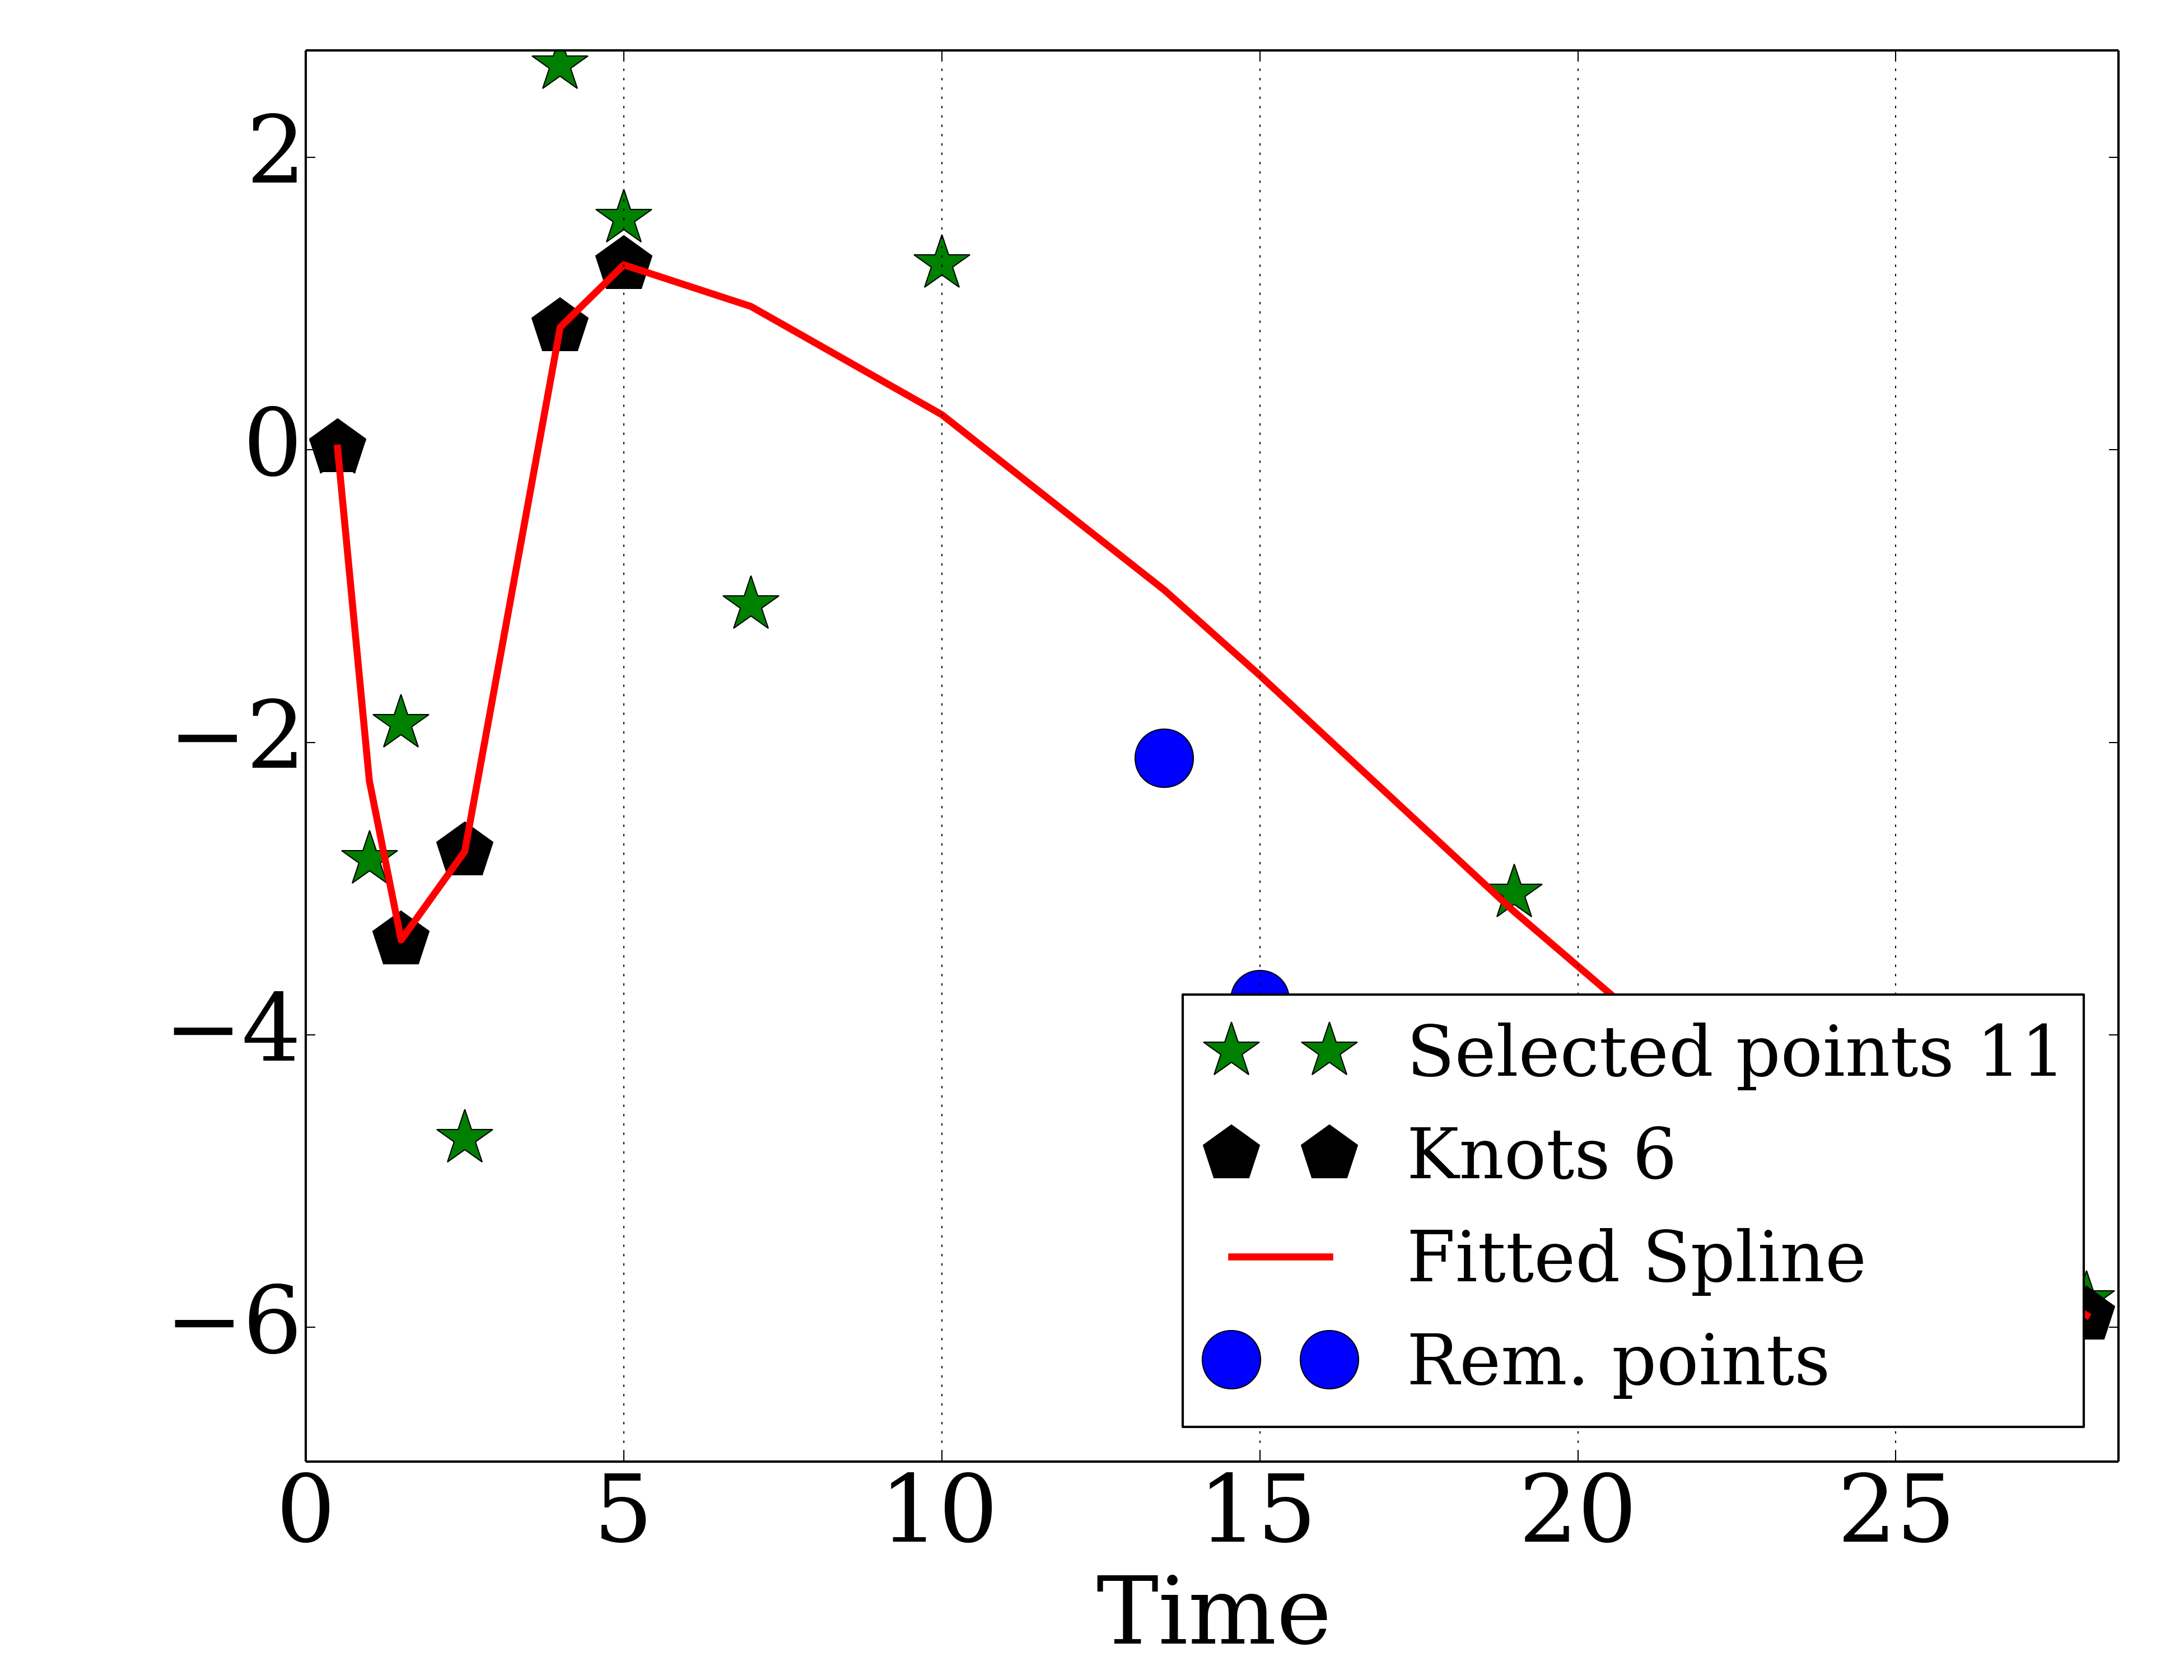 2
0
−2
−4
−6
Selected points 11
Knots 6
Fitted Spline
Rem. points
0 5 10 15 20 25
Time